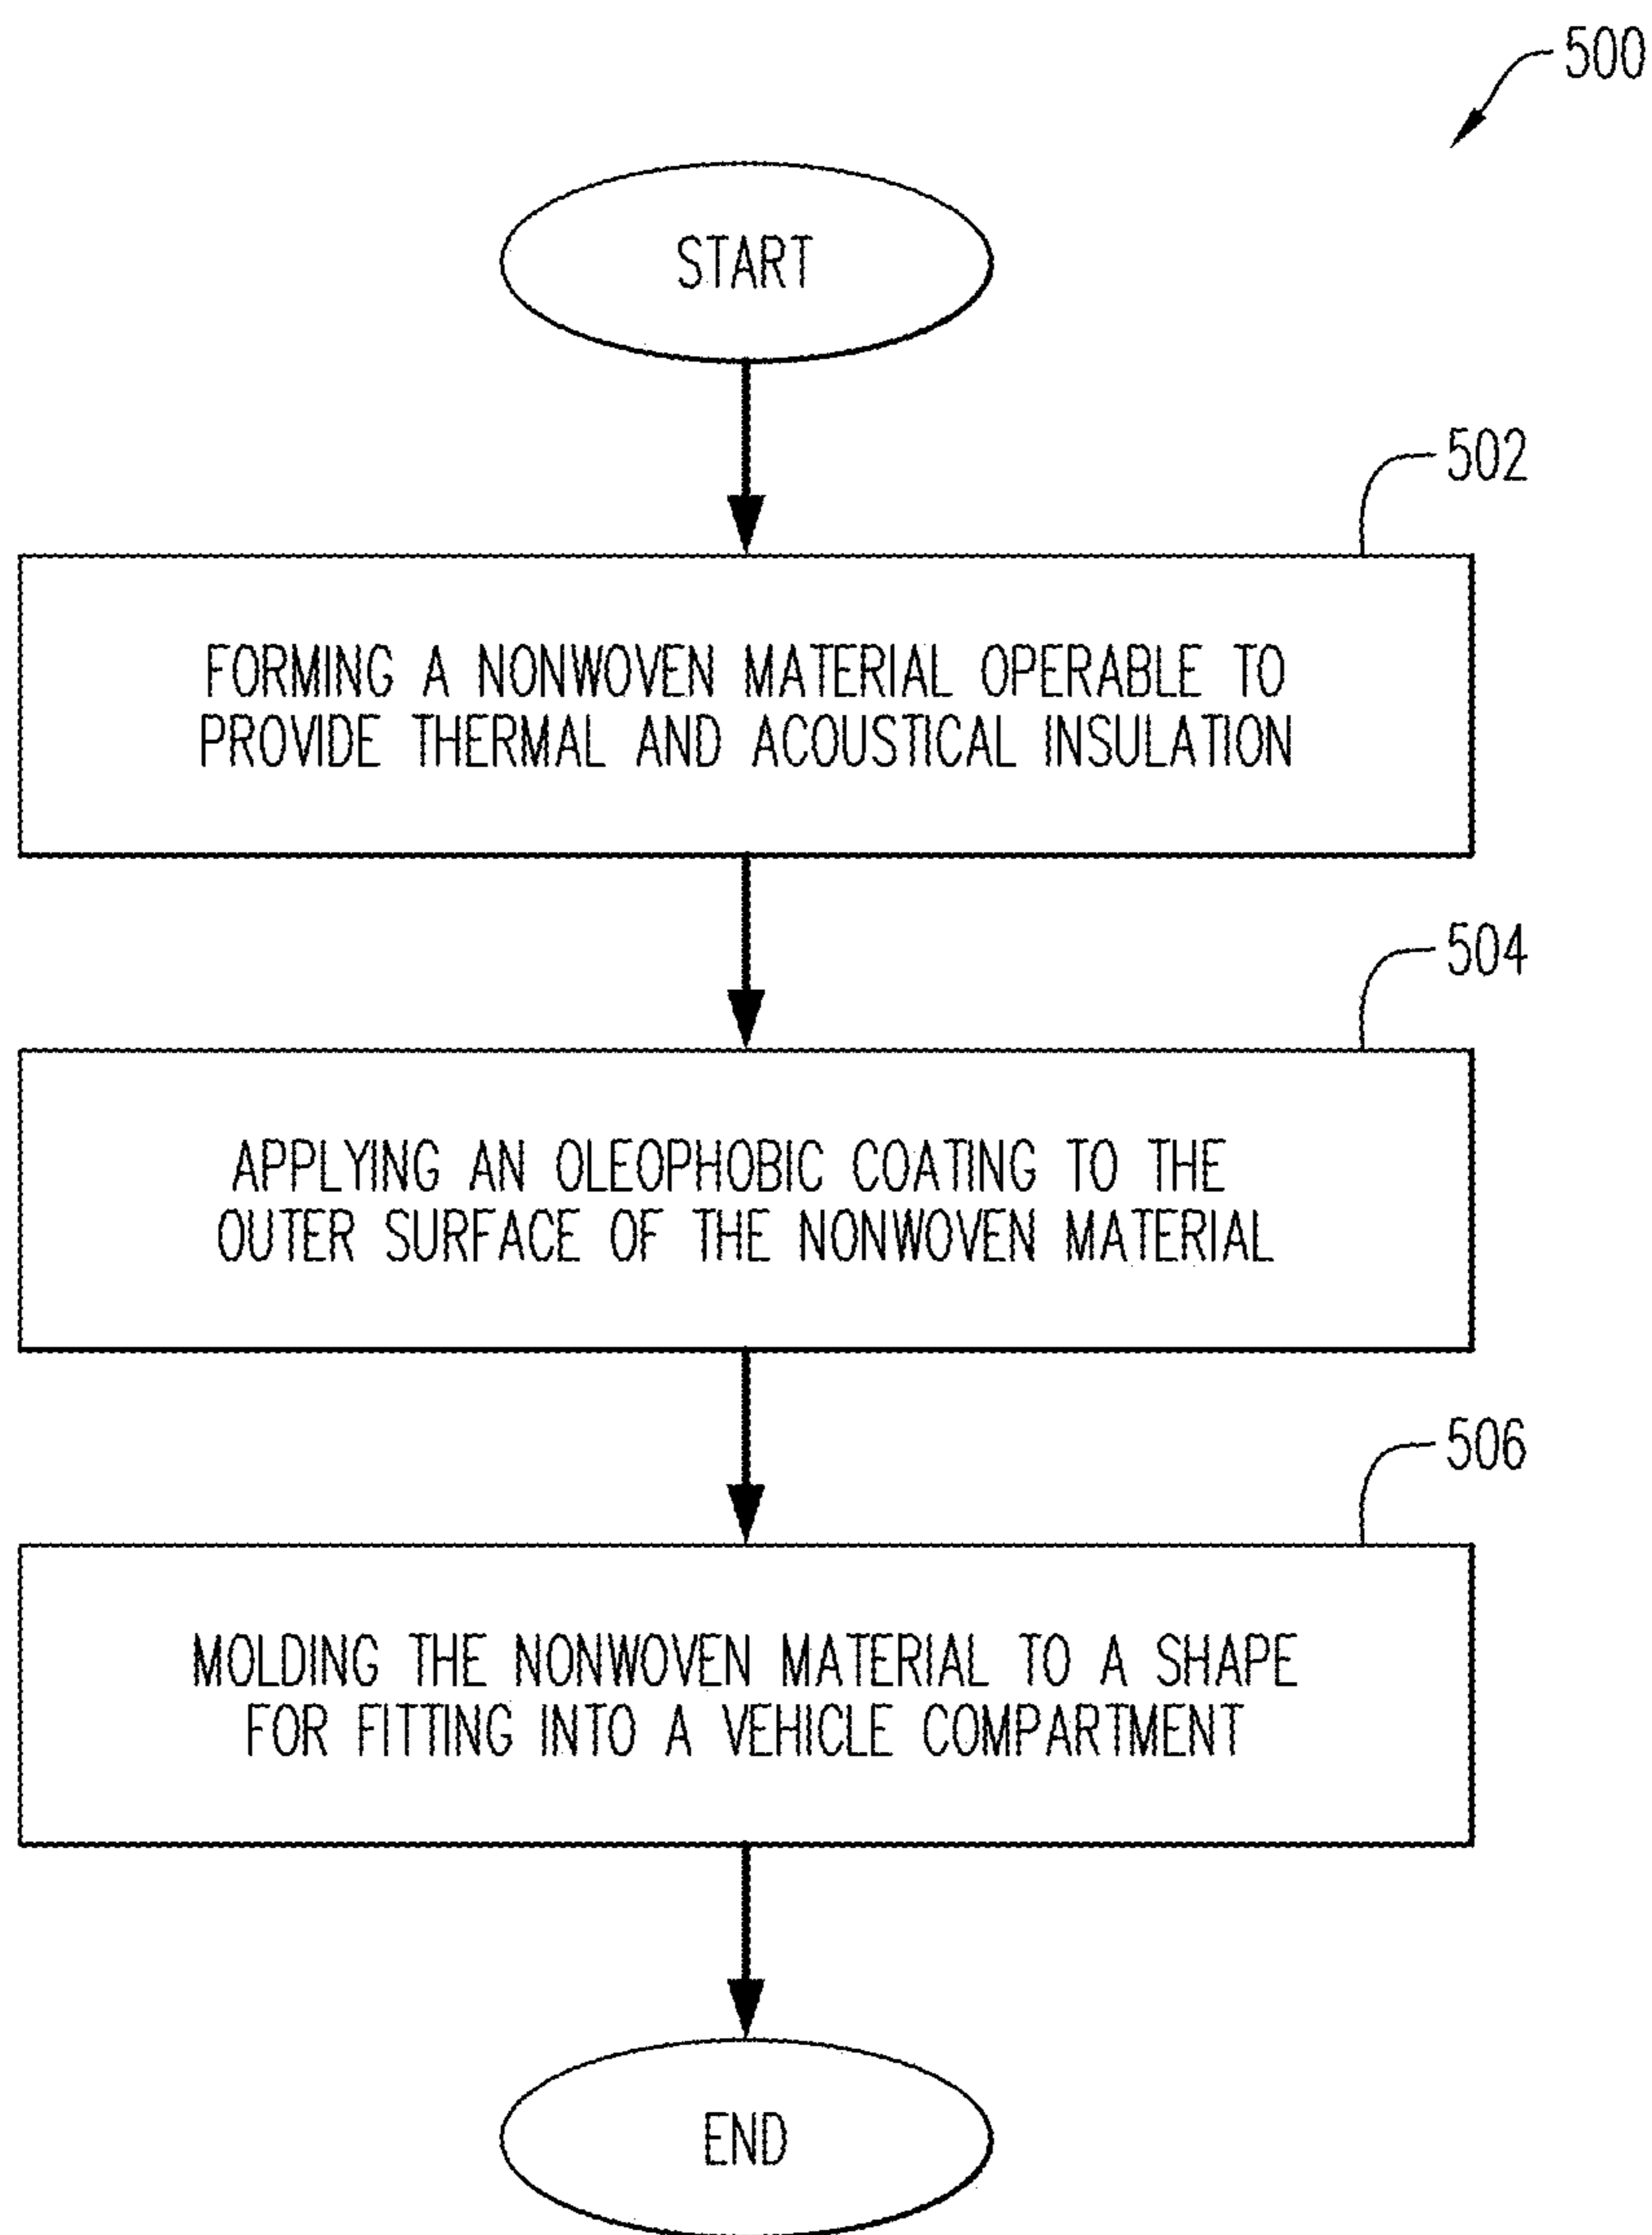 500
START
502
FORMING A NONWOVEN MATERIAL OPERABLE TO
PROVIDE THERMAL AND ACOUSTICAL INSULATION
504
APPLYING AN OLEOPHOBIC COATING TO THE
OUTER SURFACE OF THE NONWOVEN MATERIAL
506
MOLDING THE NONWOVEN MATERIAL TO A SHAPE
FOR FITTING INTO A VEHICLE COMPARTMENT
END